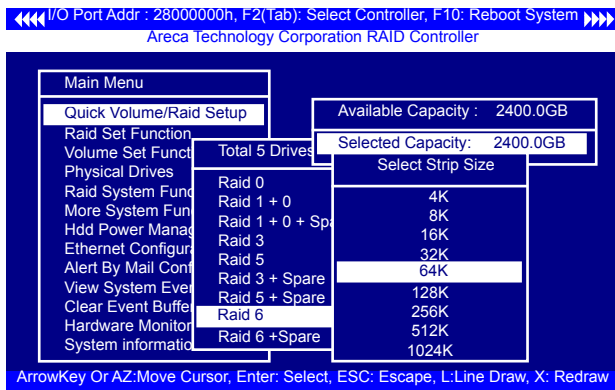 I/O Port Addr : 28000000h, F2(Tab): Select Controller, F10: Reboot System
Areca Technology Corporation RAID Controller
Main Menu
Quick Volume/Raid Setup
Raid Set Function
Volume Set Funct
Physical Drives
Raid System Func
More System Fun
Hdd Power Manag
Ethernet Configura
Alert By Mail Conf
View System Even
Clear Event Buffer
Hardware Monitor
System informatio
Total 5 Drives
Raid 0
Raid 1 + 0
Raid 1 + 0 + Spa
Raid 3
Raid 5
Raid 3 + Spare
Raid 5 + Spare
Raid 6
Raid 6 +Spare
Available Capacity : 2400.0GB
Selected Capacity: 2400.0GB
Select Strip Size
4K
8K
16K
32K
64K
128K
256K
512K
1024K
ArrowKey Or AZ:Move Cursor, Enter: Select, ESC: Escape, L:Line Draw, X: Redraw